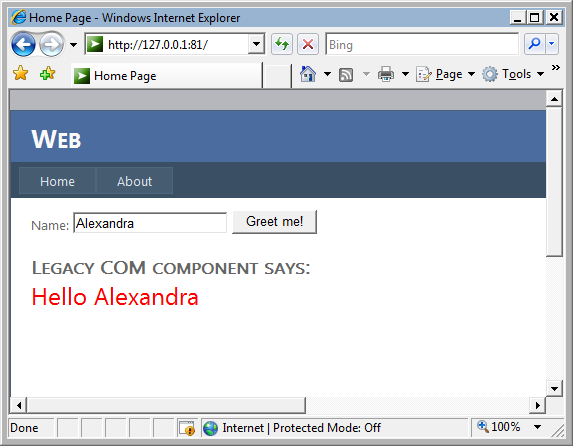 Home Page - Windows Internet Explorer
http://127.0.0.1:81/
Bing
Home Page
Page
Tools
»
WEB
Home About
Name: Alexandra Greet me!
LEGACY COM COMPONENT SAYS:
Hello Alexandra
Done
Internet | Protected Mode: Off
100%